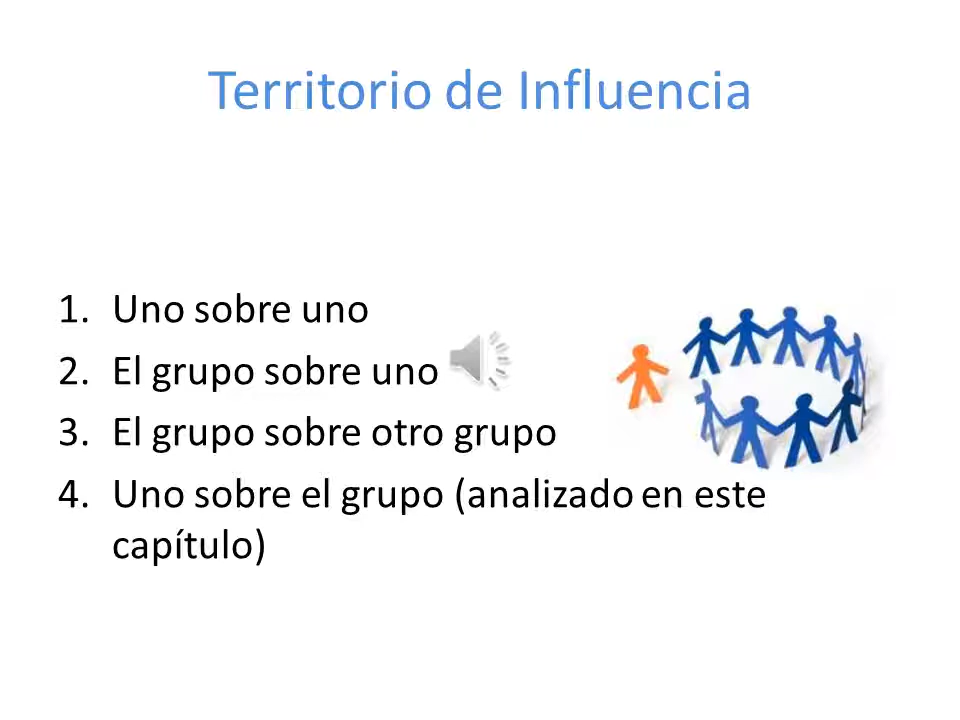 Territorio de Influencia
1. Uno sobre uno
2. El grupo sobre uno
3. El grupo sobre otro grupo
4. Uno sobre el grupo (analizado en este
capítulo)